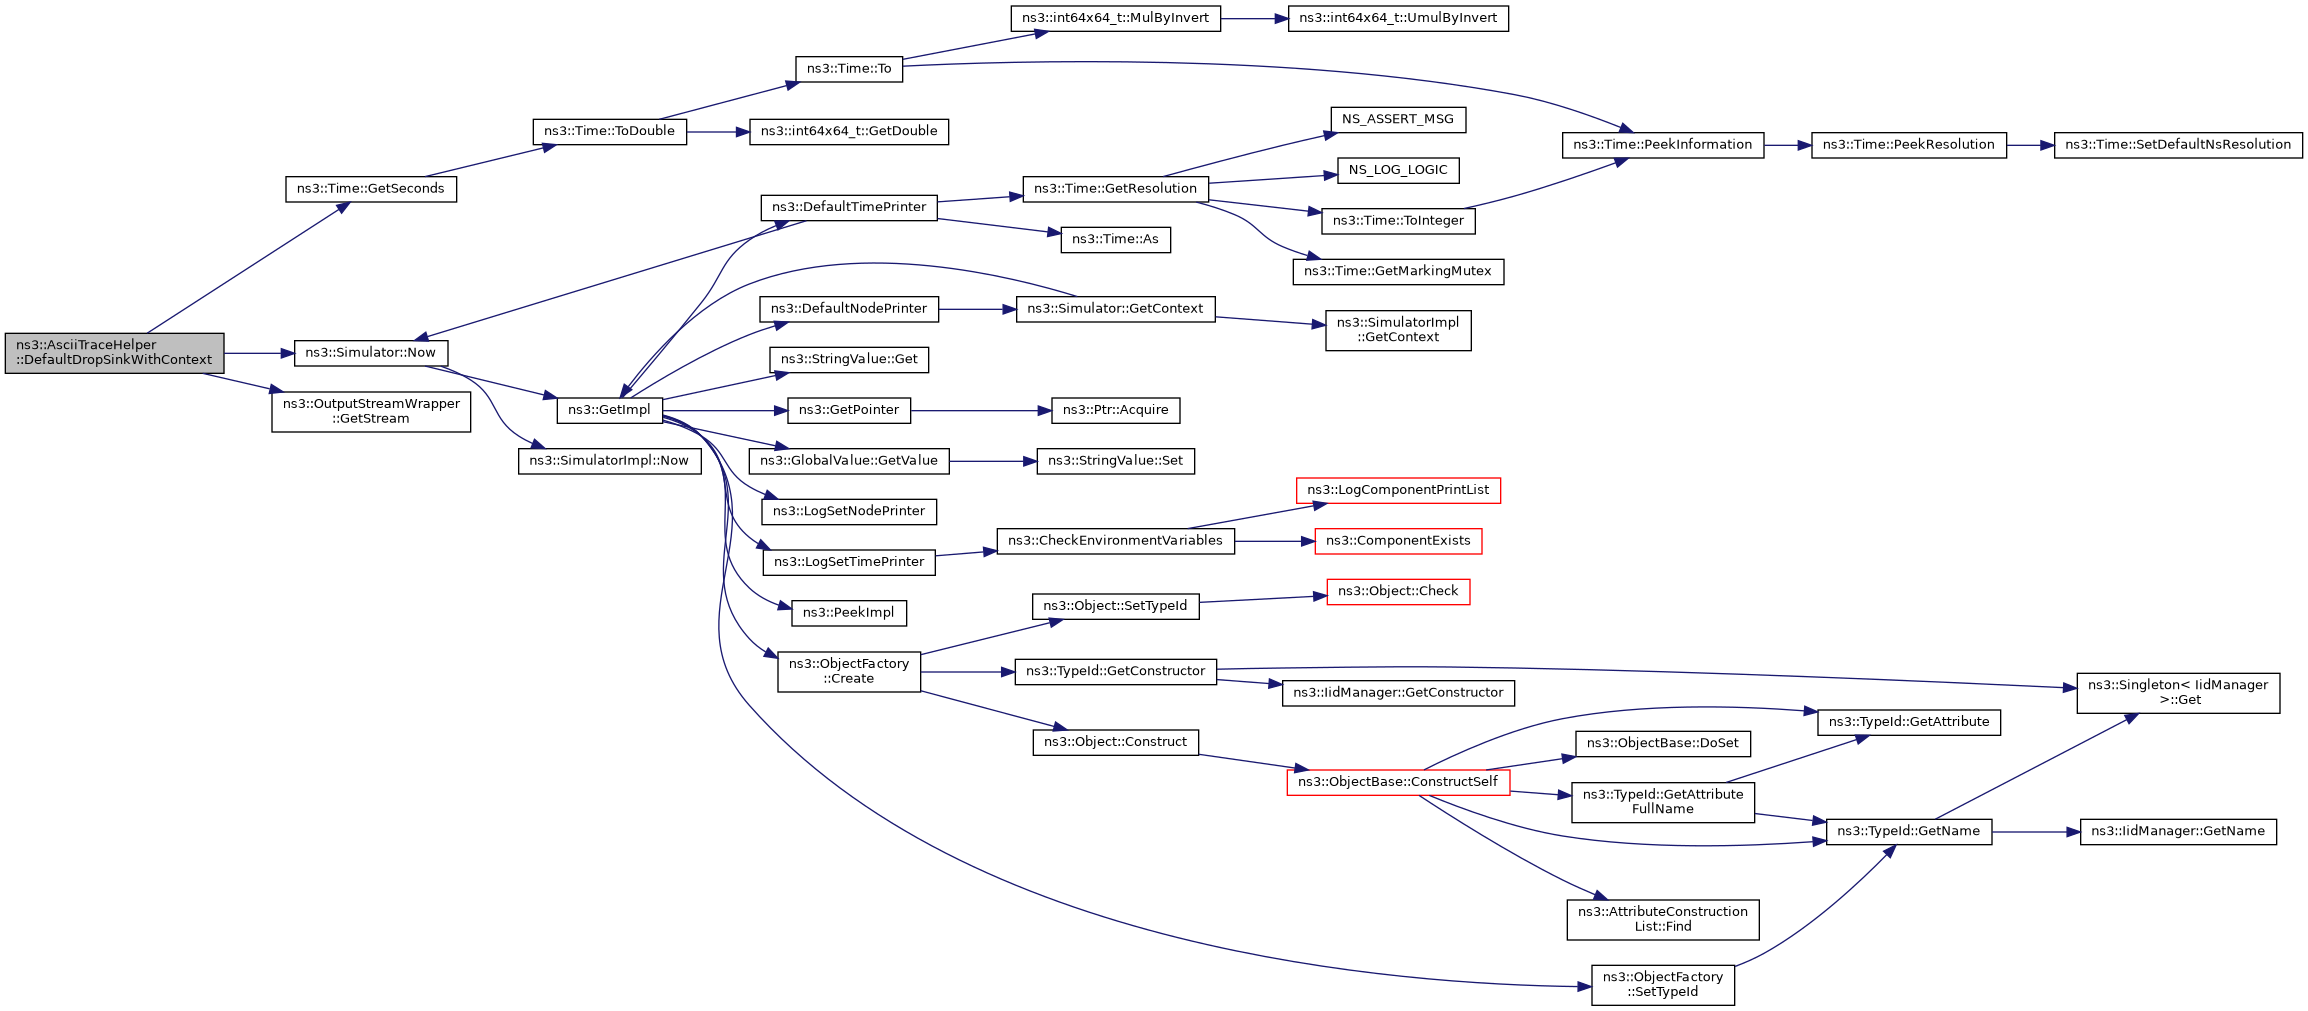 ns3::int64x64_t::MulByInvert
ns3::int64x64_t::UmulByInvert
ns3::Time::To
NS_ASSERT_MSG
ns3::Time::ToDouble
ns3::int64x64_t::GetDouble
ns3::Time::PeekInformation
ns3::Time::PeekResolution
ns3::Time::SetDefaultNsResolution
NS_LOG_LOGIC
ns3::Time::GetSeconds
ns3::Time::GetResolution
ns3::DefaultTimePrinter
ns3::Time::ToInteger
ns3::Time::As
ns3::Time::GetMarkingMutex
ns3::DefaultNodePrinter
ns3::Simulator::GetContext
ns3::SimulatorImpl
::GetContext
ns3::AsciiTraceHelper
::DefaultDropSinkWithContext
ns3::Simulator::Now
ns3::StringValue::Get
ns3::OutputStreamWrapper
::GetStream
ns3::GetImpl
ns3::GetPointer
ns3::Ptr::Acquire
ns3::SimulatorImpl::Now
ns3::GlobalValue::GetValue
ns3::StringValue::Set
ns3::LogComponentPrintList
ns3::LogSetNodePrinter
ns3::CheckEnvironmentVariables
ns3::ComponentExists
ns3::LogSetTimePrinter
ns3::Object::Check
ns3::PeekImpl
ns3::Object::SetTypeId
ns3::ObjectFactory
::Create
ns3::TypeId::GetConstructor
ns3::IidManager::GetConstructor
ns3::Singleton< IidManager
>::Get
ns3::TypeId::GetAttribute
ns3::Object::Construct
ns3::ObjectBase::DoSet
ns3::ObjectBase::ConstructSelf
ns3::TypeId::GetAttribute
FullName
ns3::TypeId::GetName
ns3::IidManager::GetName
ns3::AttributeConstruction
List::Find
ns3::ObjectFactory
::SetTypeId